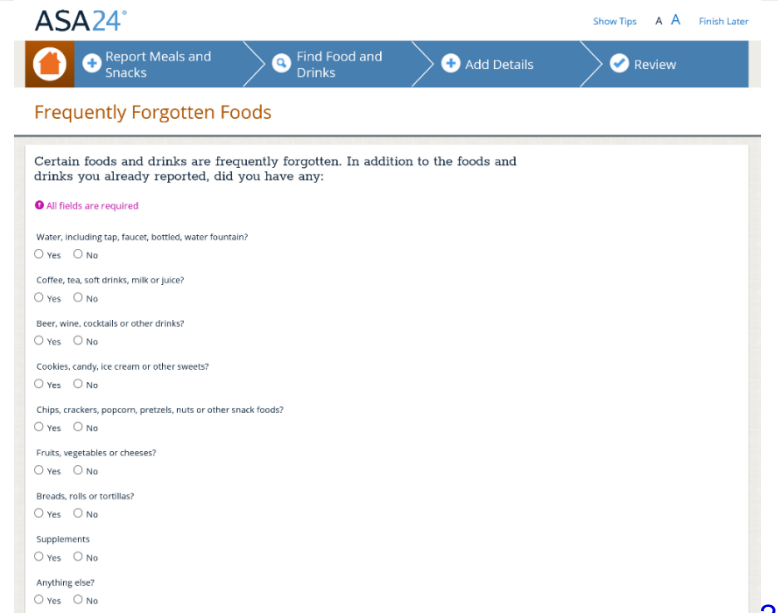 ASA24®
Show Tips A A Finish Later
Report Meals and
Snacks
Find Food and
Drinks
Add Details
Review
Frequently Forgotten Foods
Certain foods and drinks are frequently forgotten. In addition to the foods and
drinks you already reported, did you have any:
All fields are required
Water, including tap, faucet, bottled, water fountain?
Yes No
Coffee, tea, soft drinks, milk or juice?
Yes No
Beer, wine, cocktails or other drinks?
Yes No
Cookies, candy, ice cream or other sweets?
Yes No
Chips, crackers, popcorn, pretzels, nuts or other snack foods?
Yes No
Fruits, vegetables or cheeses?
Yes No
Breads, rolls or tortillas?
Yes No
Supplements
Yes No
Anything else?
Yes No